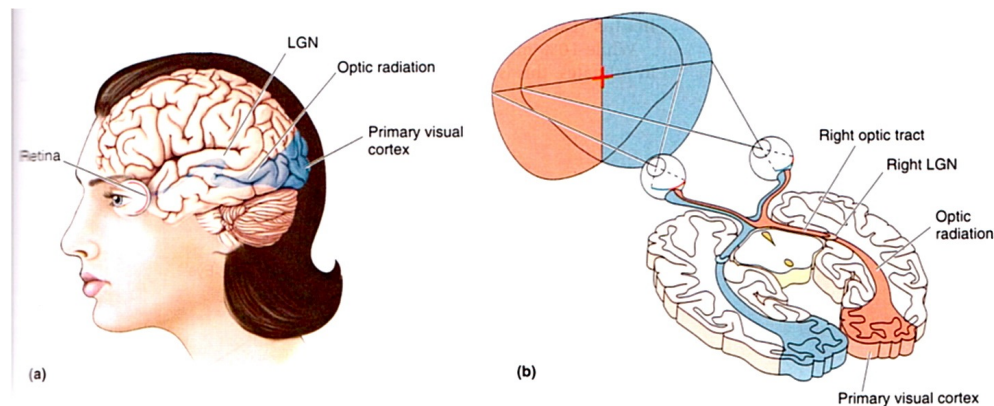 LGN
Optic radiation
Primary visual
cortex
Retina
(a)
Right optic tract
Right LGN
Optic
radiation
(b)
Primary visual cortex